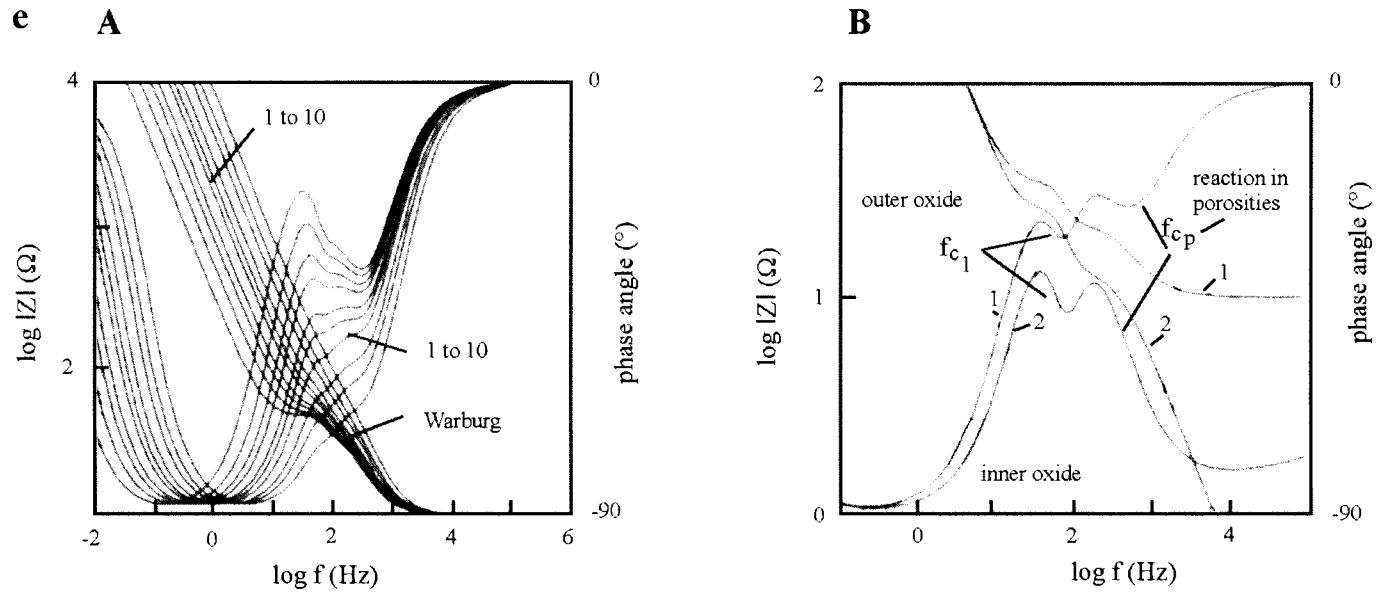 e A B
4 0
1 to 10
log |Z| (Ω)
2
1 to 10
Warburg
phase angle (°)
-90
-2 0 2 4 6
log f (Hz)
2 0
outer oxide
reaction in
porosities
fc1
fcp
log |Z| (Ω)
1
1
1
2
2
phase angle (°)
inner oxide
0 -90
0 2 4
log f (Hz)